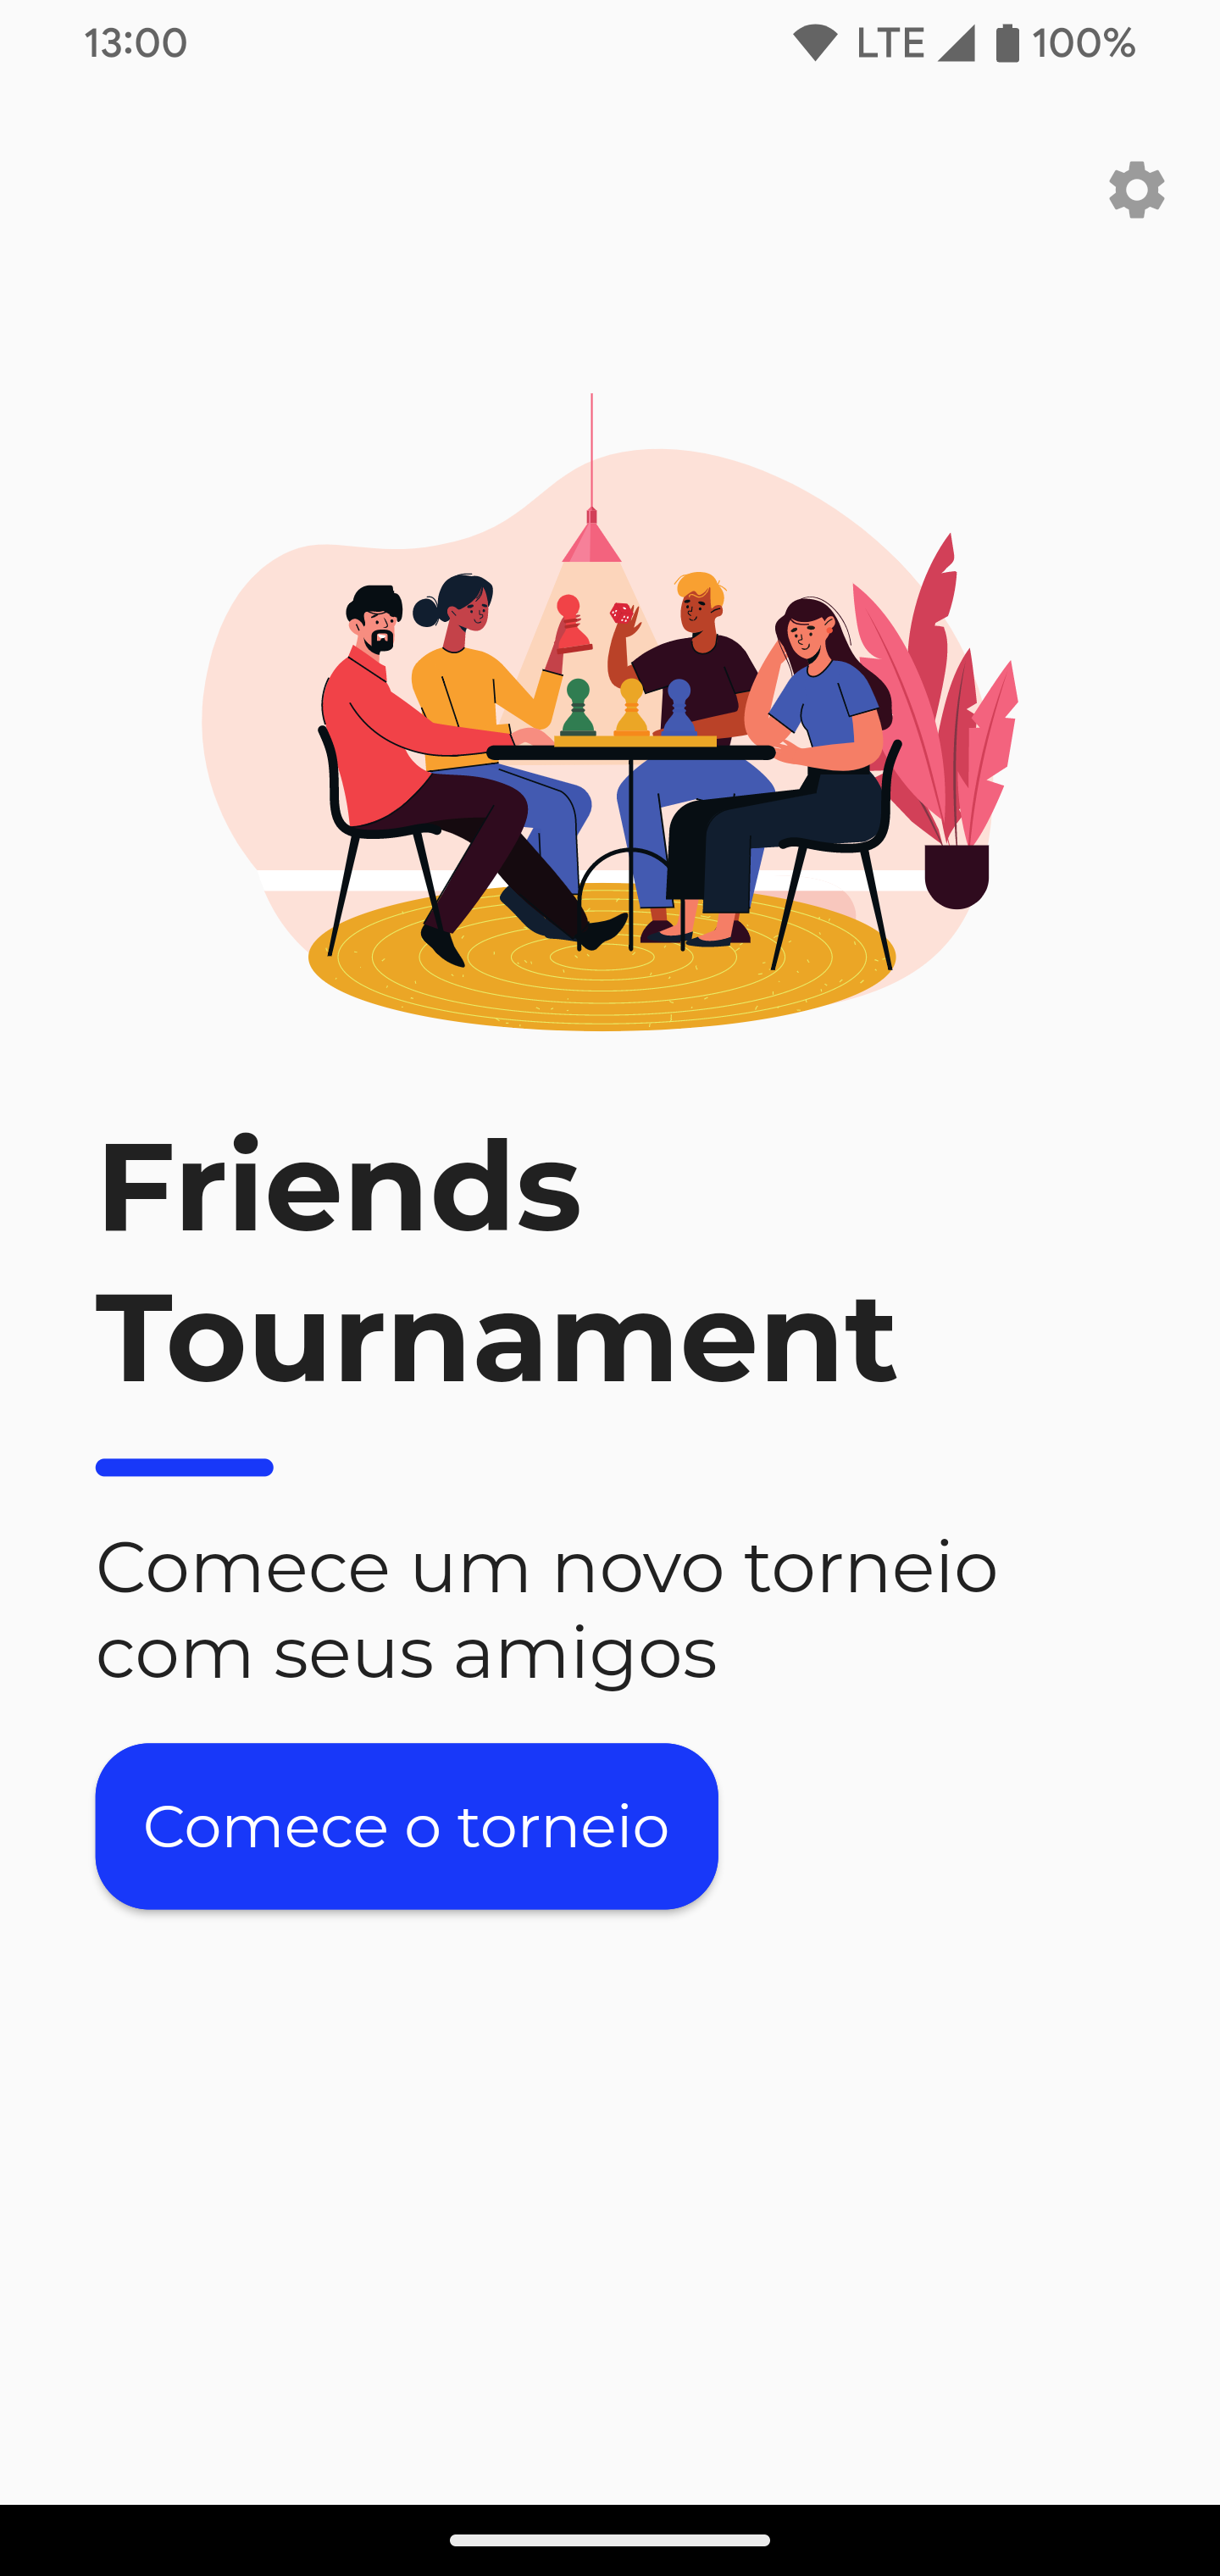 13:00 LTE 100%
Friends
Tournament
Comece um novo torneio
com seus amigos
Comece o torneio